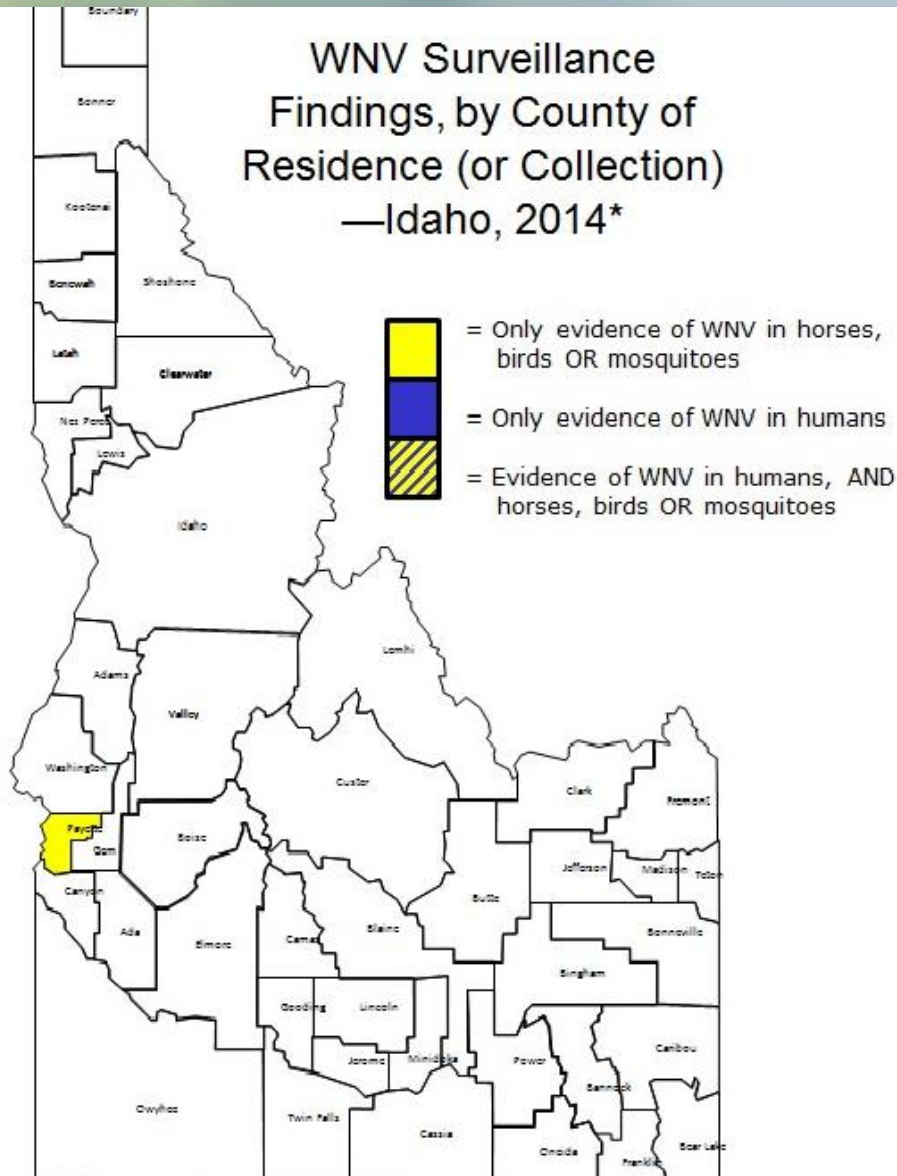 Boundary
WNV Surveillance
Findings, by County of
Residence (or Collection)
—Idaho, 2014*
Bonner
Kootenai
Benewah
Shoshone
= Only evidence of WNV in horses,
birds OR mosquitoes
Latah
Clearwater
= Only evidence of WNV in humans
Nez Perce
Lewis
= Evidence of WNV in humans, AND
horses, birds OR mosquitoes
Idaho
Lemhi
Adams
Valley
Washington
Custer
Clark
Fremont
Payette
Gem
Boise
Jefferson
Madison
Teton
Canyon
Butte
Ada
Elmore
Camas
Blaine
Bonneville
Bingham
Gooding
Lincoln
Jerome
Minidoka
Power
Caribou
Bannock
Owyhee
Twin Falls
Cassia
Oneida
Franklin
Bear Lake